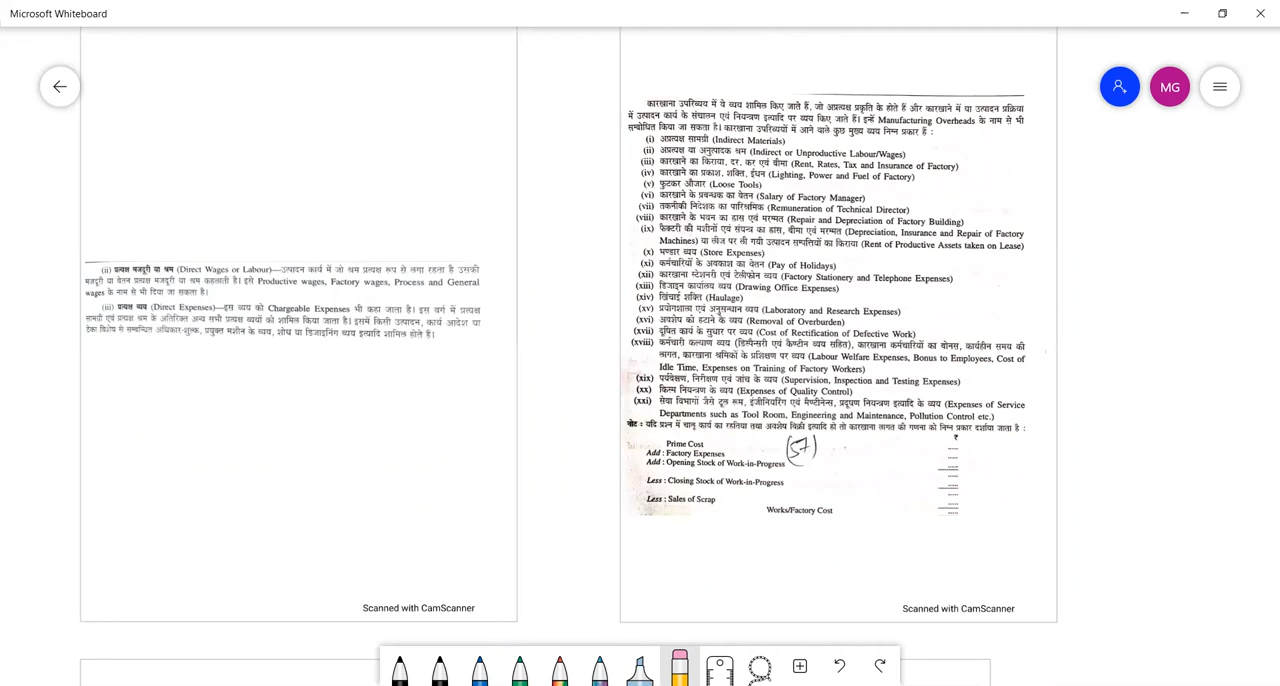 Microsoft Whiteboard
MG
(ii) प्रत्यक्ष मजदूरी या श्रम (Direct Wages or Labour)—उत्पादन कार्य में जो श्रम प्रत्यक्ष रूप से लगा रहता है उसकी
मजदूरी या वेतन प्रत्यक्ष मजदूरी या श्रम कहलाती है। इसे Productive wages, Factory wages, Process and General
wages के नाम से भी दिया जा सकता है।
(iii) प्रत्यक्ष व्यय (Direct Expenses)—इस व्यय को Chargeable Expenses भी कहा जाता है। इस वर्ग में प्रत्यक्ष
सामग्री एवं प्रत्यक्ष श्रम के अतिरिक्त अन्य सभी प्रत्यक्ष व्ययों को शामिल किया जाता है। इसमें किसी उत्पादन, कार्य आदेश या
ठेका विशेष से सम्बन्धित अधिकार-शुल्क, प्रयुक्त मशीन के व्यय, शोध या डिजाइनिंग व्यय इत्यादि शामिल होते हैं।
Scanned with CamScanner
कारखाना उपरिव्यय में वे व्यय शामिल किए जाते हैं, जो अप्रत्यक्ष प्रकृति के होते हैं और कारखाने में या उत्पादन प्रक्रिया
में उत्पादन कार्य के संचालन एवं नियन्त्रण इत्यादि पर व्यय किए जाते हैं। इन्हें Manufacturing Overheads के नाम से भी
सम्बोधित किया जा सकता है। कारखाना उपरिव्ययों में आने वाले कुछ मुख्य व्यय निम्न प्रकार हैं :
(i) अप्रत्यक्ष सामग्री (Indirect Materials)
(ii) अप्रत्यक्ष या अनुत्पादक श्रम (Indirect or Unproductive Labour/Wages)
(iii) कारखाने का किराया, दर, कर एवं बीमा (Rent, Rates, Tax and Insurance of Factory)
(iv) कारखाने का प्रकाश, शक्ति, ईंधन (Lighting, Power and Fuel of Factory)
(v) फुटकर औजार (Loose Tools)
(vi) कारखाने के प्रबन्धक का वेतन (Salary of Factory Manager)
(vii) तकनीकी निदेशक का पारिश्रमिक (Remuneration of Technical Director)
(viii) कारखाने के भवन का ह्रास एवं मरम्मत (Repair and Depreciation of Factory Building)
(ix) फैक्टरी की मशीनों एवं संयन्त्र का ह्रास, बीमा एवं मरम्मत (Depreciation, Insurance and Repair of Factory
Machines) या लीज पर ली गयी उत्पादन सम्पत्तियों का किराया (Rent of Productive Assets taken on Lease)
(x) भण्डार व्यय (Store Expenses)
(xi) कर्मचारियों के अवकाश का वेतन (Pay of Holidays)
(xii) कारखाना स्टेशनरी एवं टेलीफोन व्यय (Factory Stationery and Telephone Expenses)
(xiii) डिजाइन कार्यालय व्यय (Drawing Office Expenses)
(xiv) खिंचाई शक्ति (Haulage)
(xv) प्रयोगशाला एवं अनुसन्धान व्यय (Laboratory and Research Expenses)
(xvi) अवशेष को हटाने के व्यय (Removal of Overburden)
(xvii) दूषित कार्य के सुधार पर व्यय (Cost of Rectification of Defective Work)
(xviii) कर्मचारी कल्याण व्यय (डिस्पैन्सरी एवं कैण्टीन व्यय सहित), कारखाना कर्मचारियों का बोनस, कार्यहीन समय की
लागत, कारखाना श्रमिकों के प्रशिक्षण पर व्यय (Labour Welfare Expenses, Bonus to Employees, Cost of
Idle Time, Expenses on Training of Factory Workers)
(xix) पर्यवेक्षण, निरीक्षण एवं जांच के व्यय (Supervision, Inspection and Testing Expenses)
(xx) किस्म नियन्त्रण के व्यय (Expenses of Quality Control)
(xxi) सेवा विभागों जैसे टूल रूम, इंजीनियरिंग एवं मैण्टीनेन्स, प्रदूषण नियन्त्रण इत्यादि के व्यय (Expenses of Service
Departments such as Tool Room, Engineering and Maintenance, Pollution Control etc.)
नोट : यदि प्रश्न में चालू कार्य का रहतिया तथा अवशेष बिक्री इत्यादि हो तो कारखाना लागत की गणना को निम्न प्रकार दर्शाया जाता है :
₹
Prime Cost .....
(57)
Add : Factory Expenses .....
Add : Opening Stock of Work-in-Progress .....
.....
Less : Closing Stock of Work-in-Progress .....
.....
Less : Sales of Scrap .....
Works/Factory Cost .....
Scanned with CamScanner